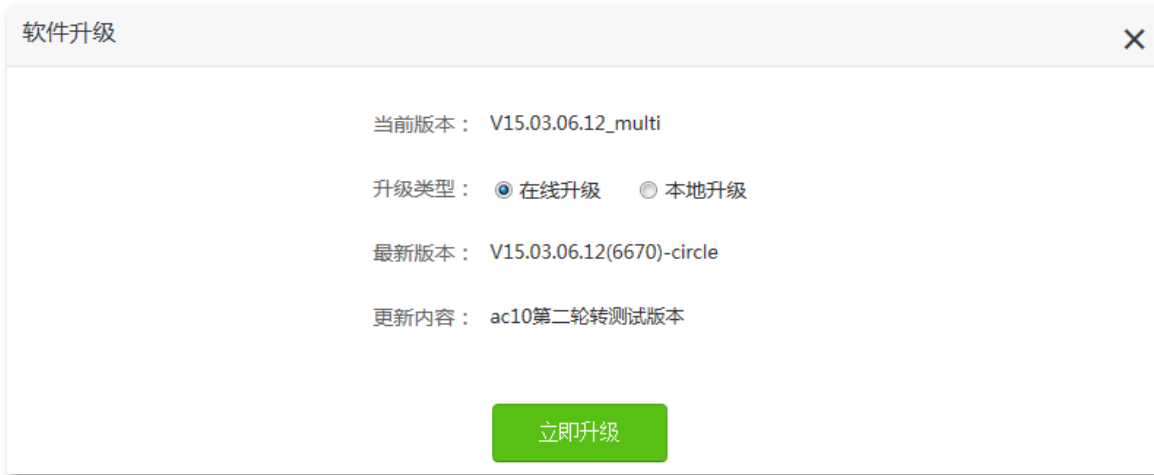 软件升级
当前版本： V15.03.06.12_multi
升级类型： 在线升级 本地升级
最新版本： V15.03.06.12(6670)-circle
更新内容： ac10第二轮转测试版本
立即升级